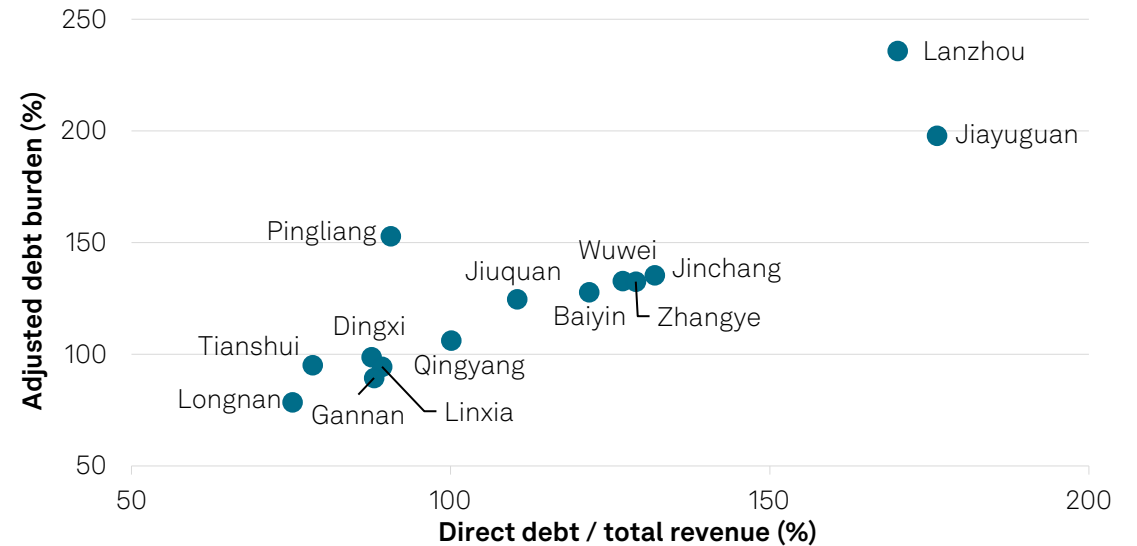 250
Lanzhou
200
Jiayuguan
Pingliang
150
Wuwei
Jinchang
Jiuquan
Baiyin
Zhangye
Dingxi
Tianshui
100
Qingyang
Longnan
Gannan
Linxia
50
Adjusted debt burden (%)
50
100
150
200
Direct debt / total revenue (%)